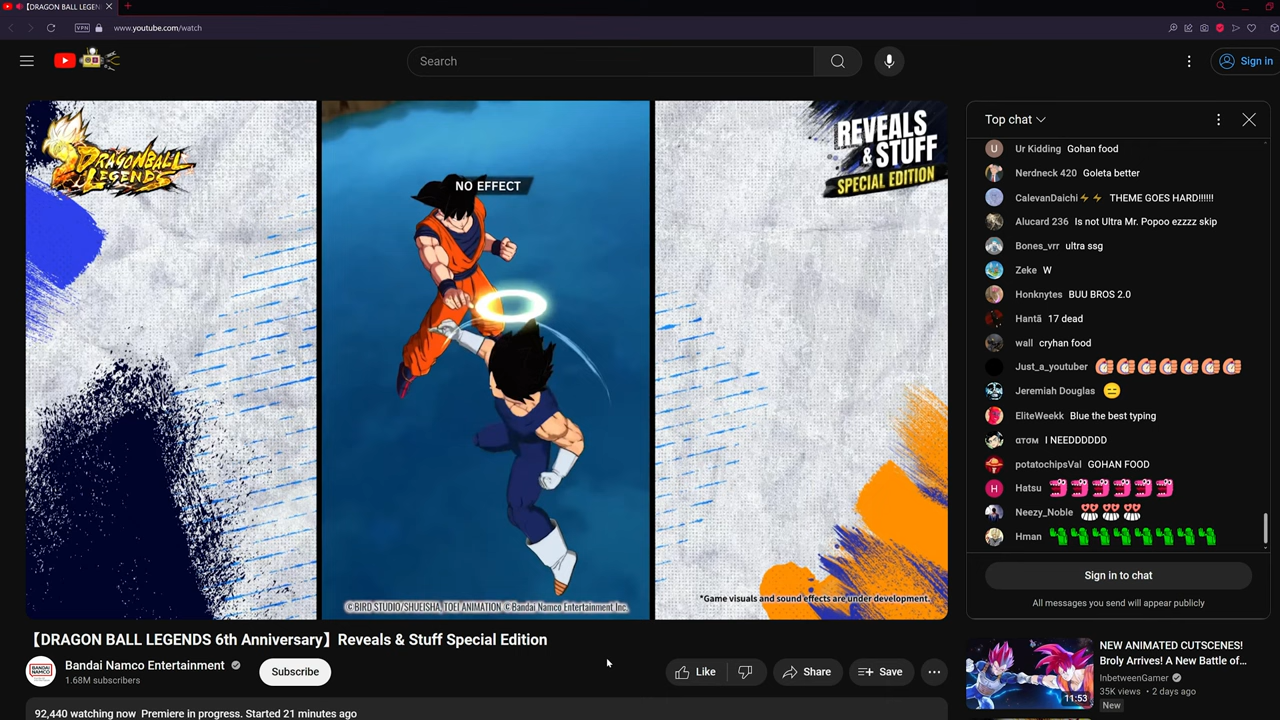 【DRAGON BALL LEGEN
VPN
www.youtube.com/watch
Search
Sign in
DRAGONBALL
LEGENDS
REVEALS
& STUFF
SPECIAL EDITION
NO EFFECT
© BIRD STUDIO/SHUEISHA, TOEI ANIMATION © Bandai Namco Entertainment Inc.
*Game visuals and sound effects are under development.
Top chat
U
Ur Kidding Gohan food
Nerdneck 420 Goleta better
CalevanDaichi⚡⚡ THEME GOES HARD!!!!!!
Alucard 236 Is not Ultra Mr. Popoo ezzzz skip
Bones_vrr ultra ssg
Zeke W
Honknytes BUU BROS 2.0
Hantā 17 dead
wall cryhan food
Just_a_youtuber
Jeremiah Douglas 😑
EliteWeekk Blue the best typing
ατομ I NEEDDDDDD
potatochipsVal GOHAN FOOD
H
Hatsu
Neezy_Noble
Hman
Sign in to chat
All messages you send will appear publicly
【DRAGON BALL LEGENDS 6th Anniversary】Reveals & Stuff Special Edition
BANDAI
NAMCO
Bandai Namco Entertainment
1.68M subscribers
Subscribe
Like
Share
Save
92,440 watching now Premiere in progress. Started 21 minutes ago
11:53
NEW ANIMATED CUTSCENES!
Broly Arrives! A New Battle of...
InbetweenGamer
35K views • 2 days ago
New